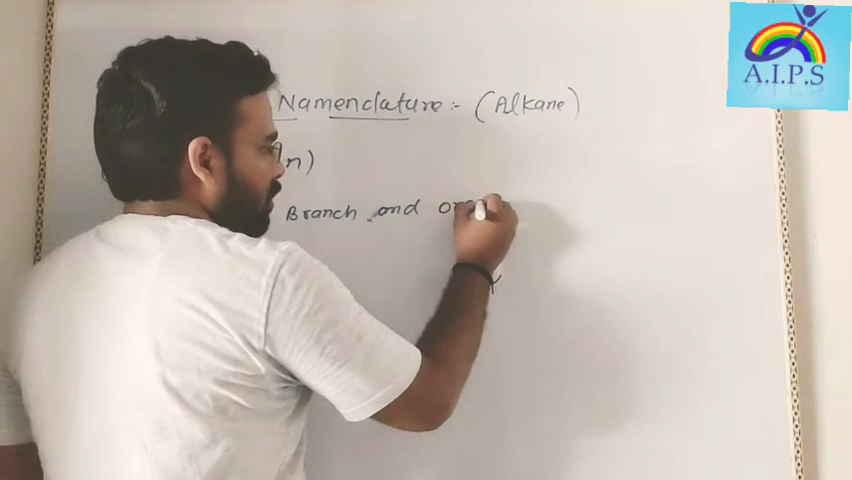 Namenclature :- (Alkane)
n)
Branch and
A.I.P.S